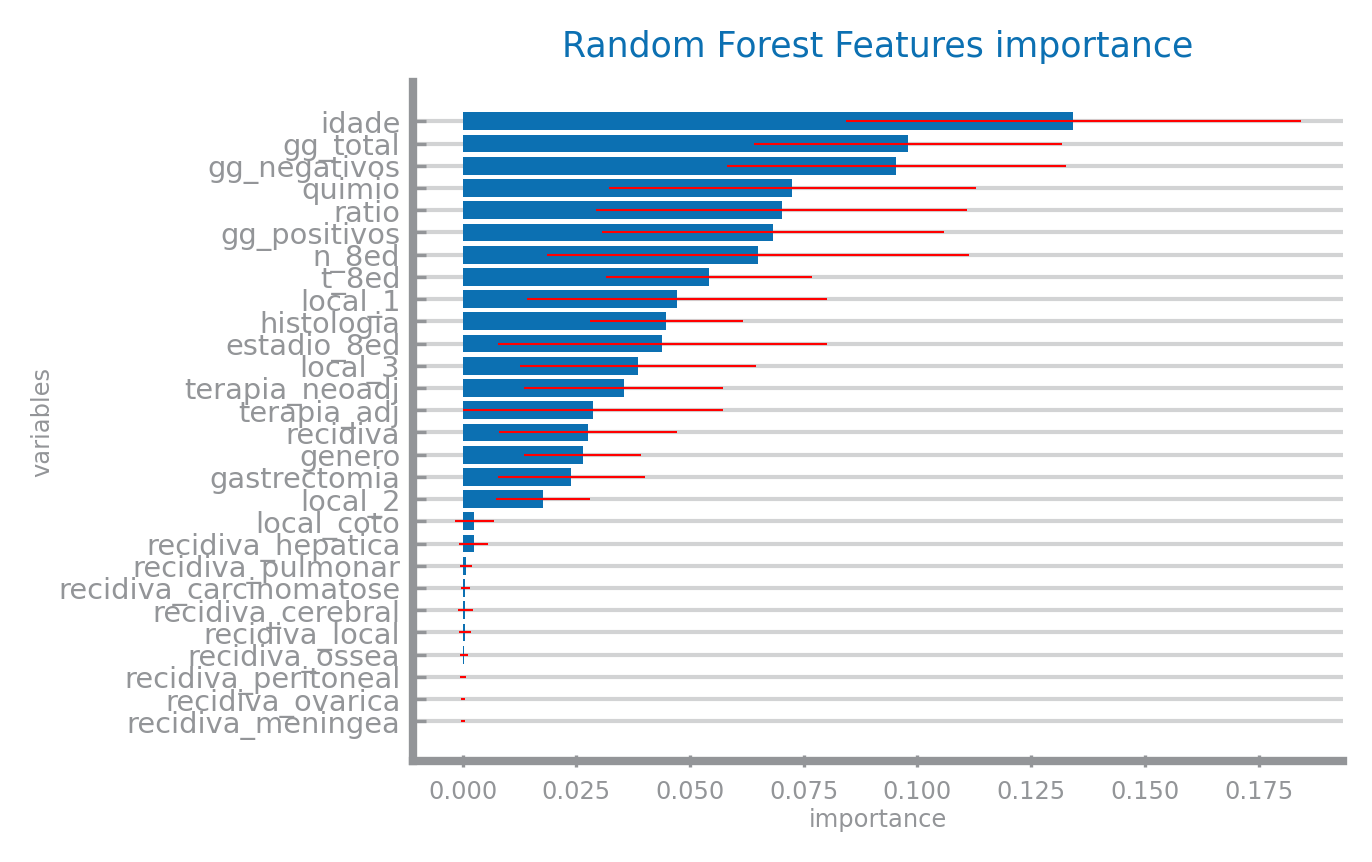 Random Forest Features importance
idade
gg_total
gg_negativos
quimio
ratio
gg_positivos
n_8ed
t_8ed
local_1
histologia
estadio_8ed
local_3
terapia_neoadj
terapia_adj
recidiva
genero
gastrectomia
local_2
local_coto
recidiva_hepatica
recidiva_pulmonar
recidiva_carcinomatose
recidiva_cerebral
recidiva_local
recidiva_ossea
recidiva_peritoneal
recidiva_ovarica
recidiva_meningea
variables
0.000 0.025 0.050 0.075 0.100 0.125 0.150 0.175
importance